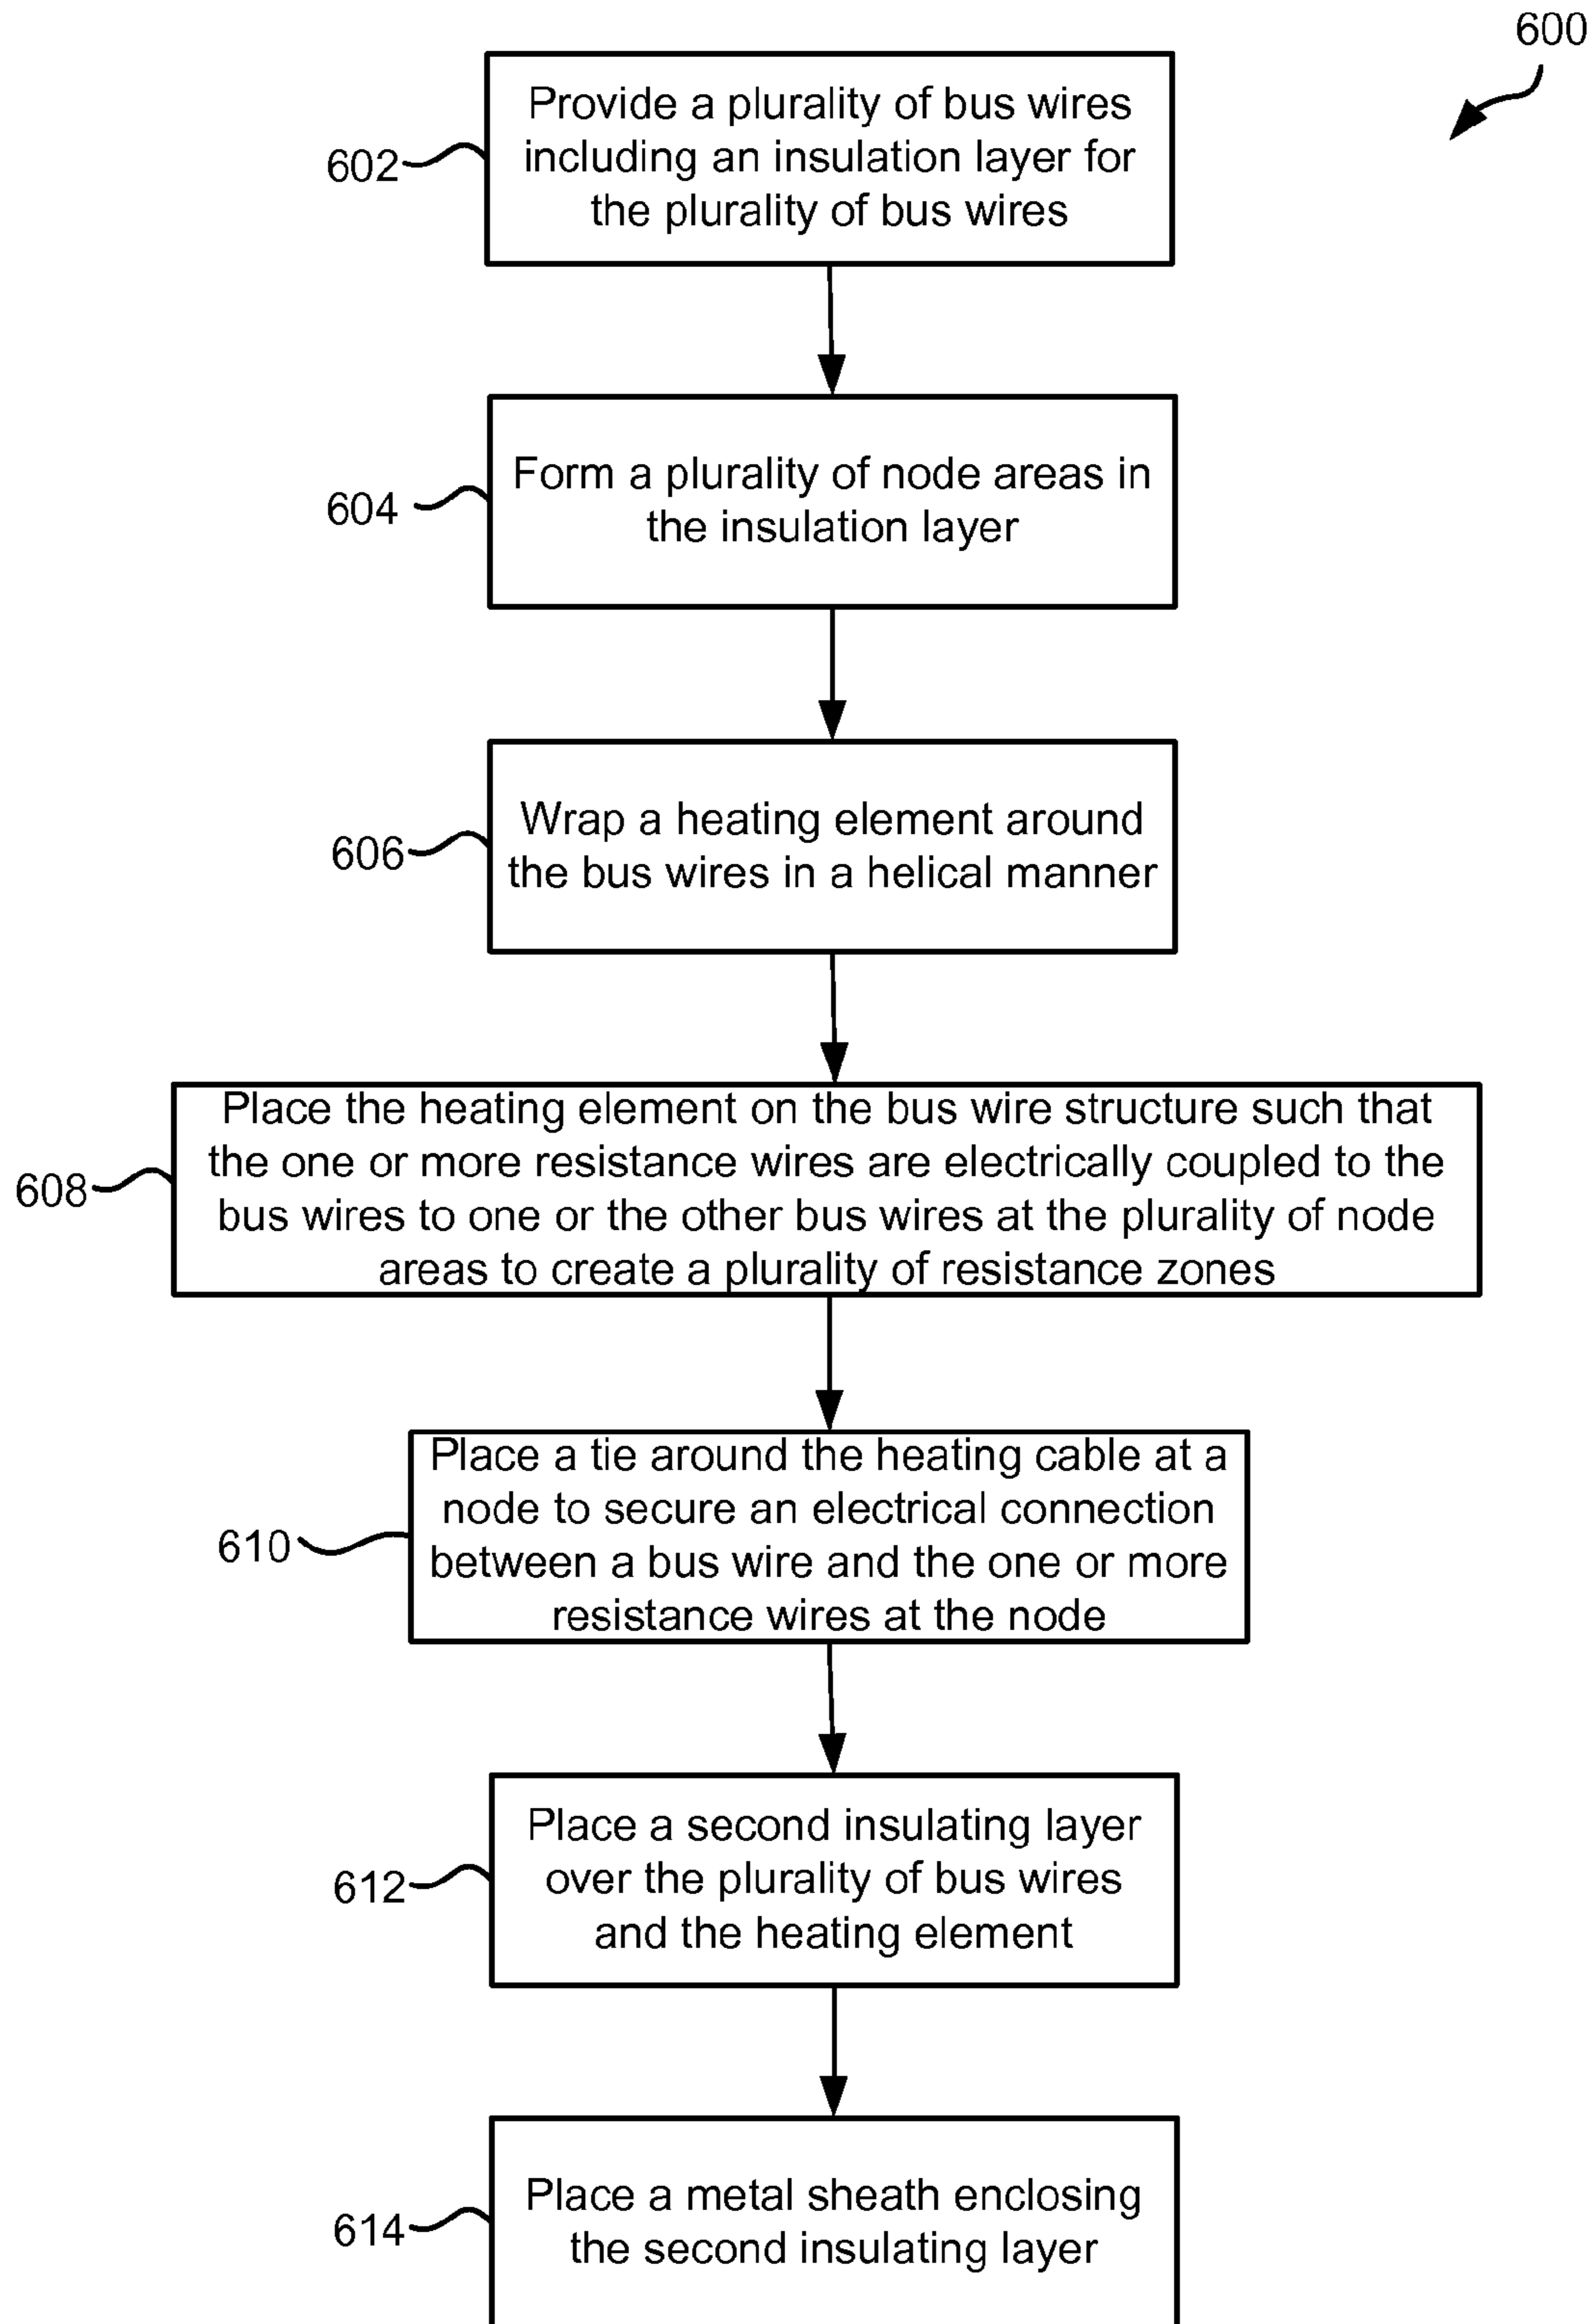 600
Provide a plurality of bus wires
including an insulation layer for
the plurality of bus wires
602
Form a plurality of node areas in
the insulation layer
604
Wrap a heating element around
the bus wires in a helical manner
606
Place the heating element on the bus wire structure such that
the one or more resistance wires are electrically coupled to the
bus wires to one or the other bus wires at the plurality of node
areas to create a plurality of resistance zones
608
Place a tie around the heating cable at a
node to secure an electrical connection
between a bus wire and the one or more
resistance wires at the node
610
Place a second insulating layer
over the plurality of bus wires
and the heating element
612
Place a metal sheath enclosing
the second insulating layer
614